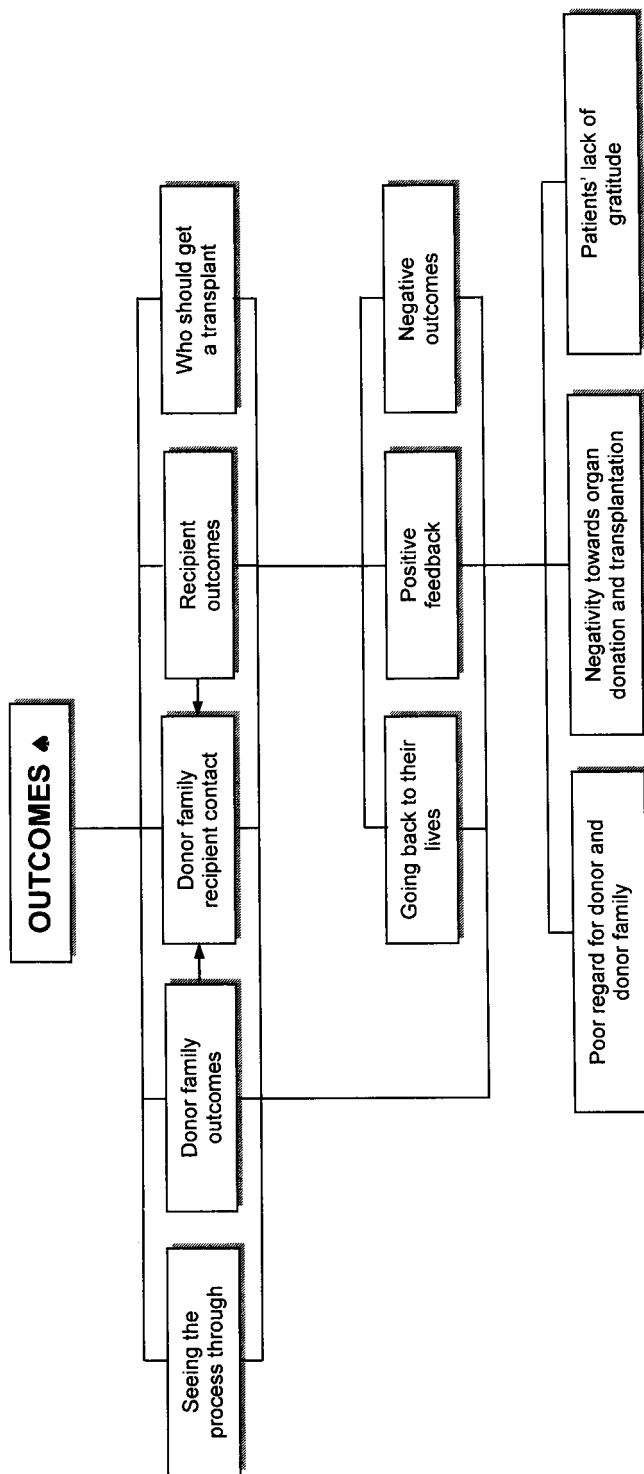 OUTCOMES ♠
Seeing the
process through
Donor family
outcomes
Donor family
recipient contact
Recipient
outcomes
Who should get
a transplant
Going back to their
lives
Positive
feedback
Negative
outcomes
Poor regard for donor and
donor family
Negativity towards organ
donation and transplantation
Patients' lack of
gratitude